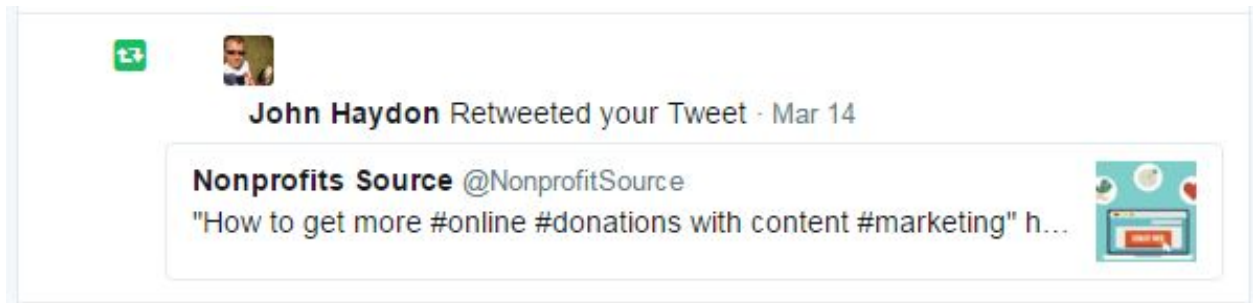 John Haydon Retweeted your Tweet · Mar 14
Nonprofits Source @NonprofitSource
"How to get more #online #donations with content #marketing" h...